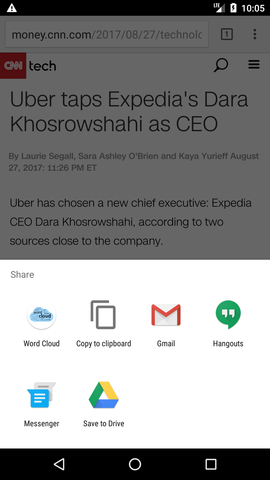 10:05
money.cnn.com/2017/08/27/technolo
1
CNN tech
Uber taps Expedia's Dara
Khosrowshahi as CEO
By Laurie Segall, Sara Ashley O'Brien and Kaya Yurieff August
27, 2017: 11:26 PM ET
Uber has chosen a new chief executive: Expedia
CEO Dara Khosrowshahi, according to two
sources close to the company.
Share
Word Cloud
Copy to clipboard
Gmail
Hangouts
Messenger
Save to Drive